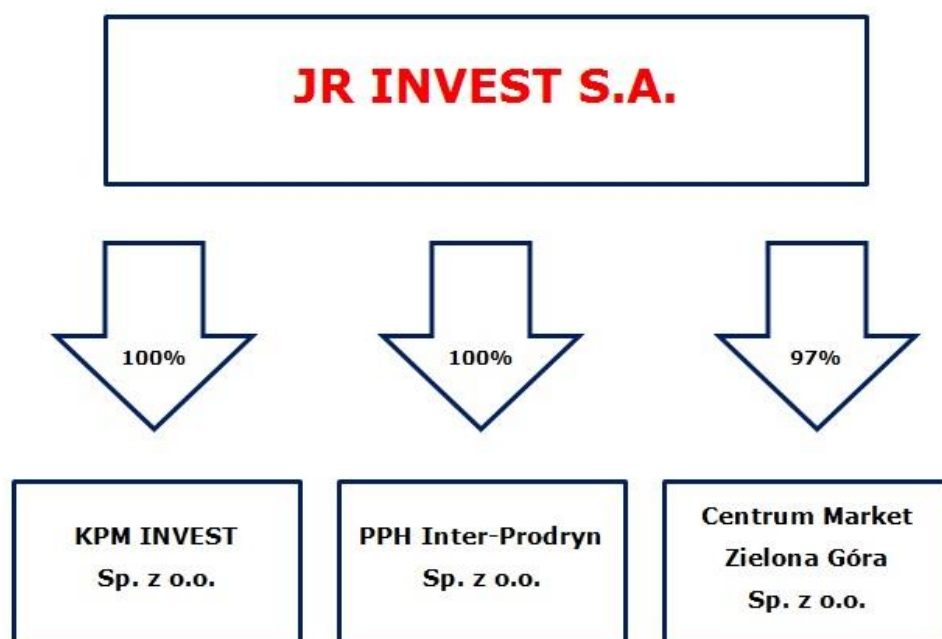 JR INVEST S.A.
100%
100%
97%
KPM INVEST
Sp. z o.o.
PPH Inter-Prodryn
Sp. z o.o.
Centrum Market
Zielona Góra
Sp. z o.o.